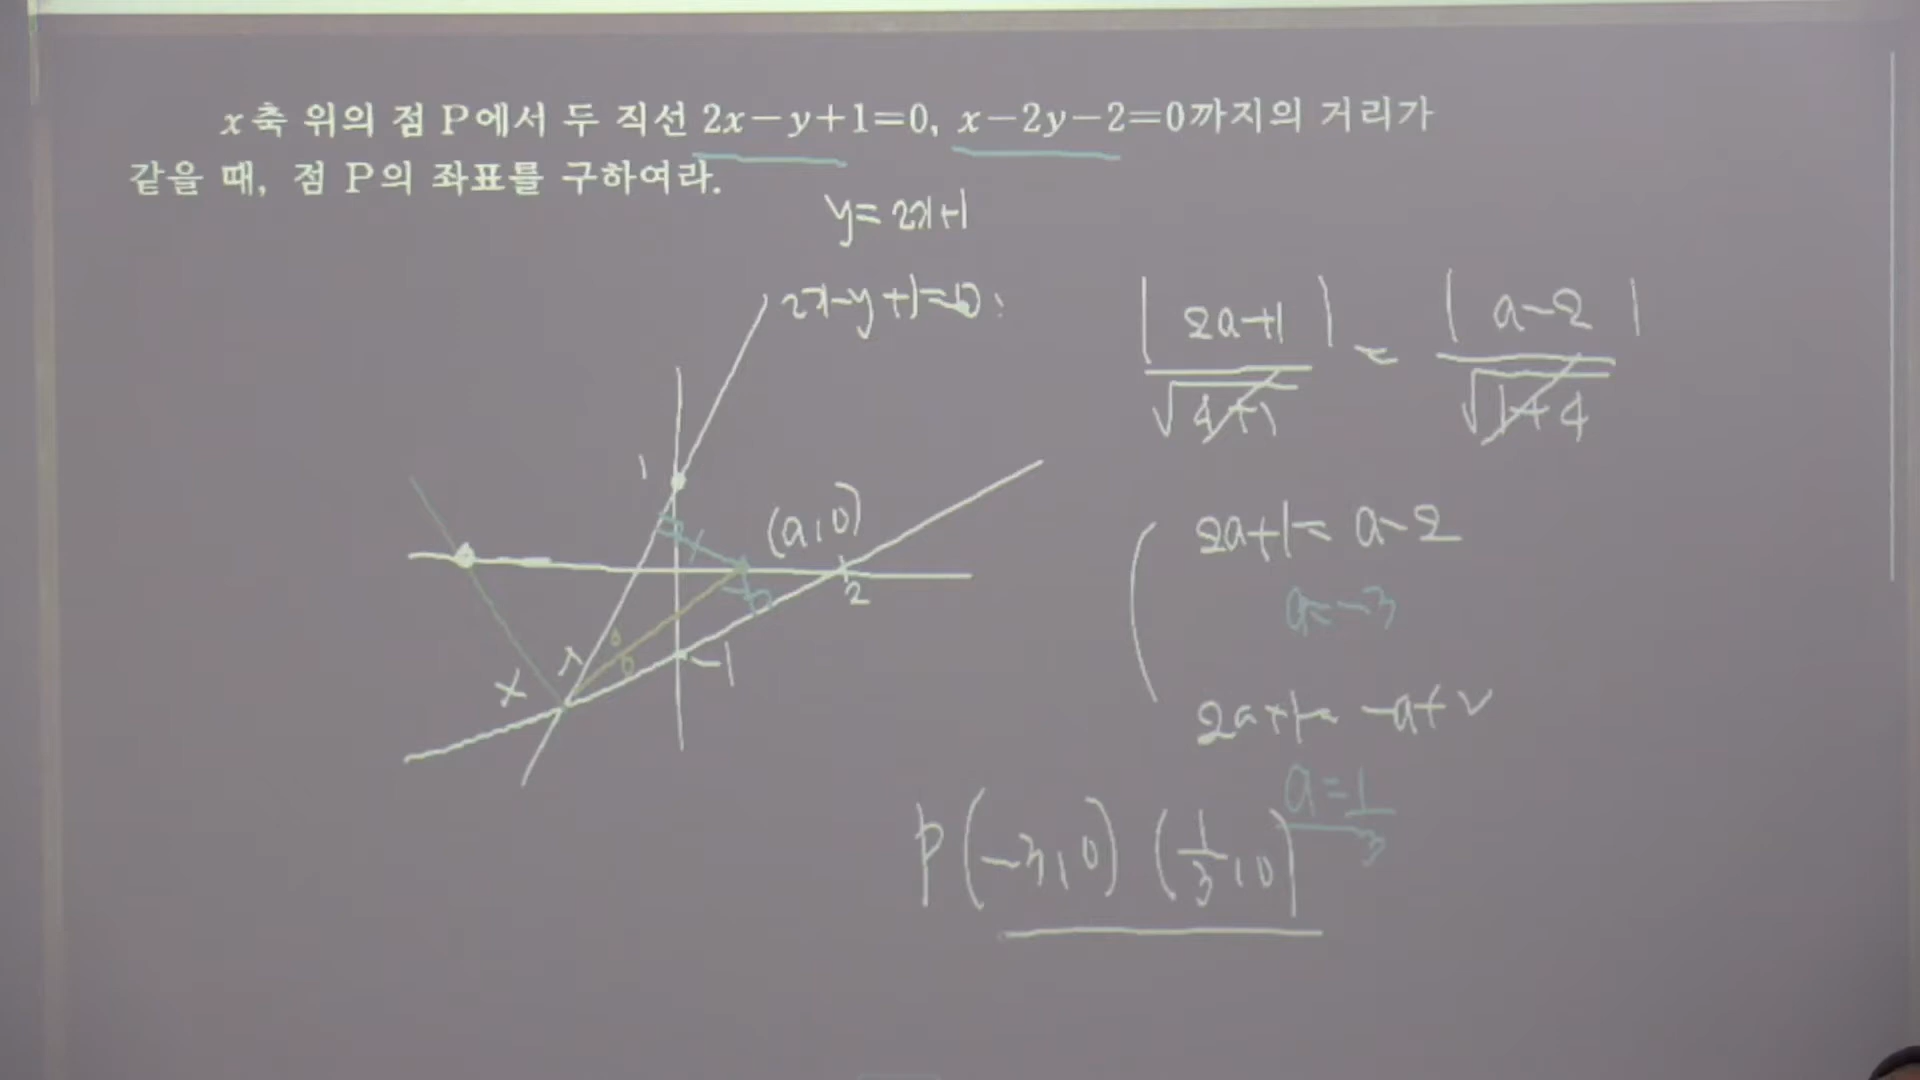 x축 위의 점 P에서 두 직선 2x−y+1=0, x−2y−2=0까지의 거리가
같을 때, 점 P의 좌표를 구하여라.
y=2x+1
2x−y+1=0
|2a+1| / √4+1 = |a−2| / √1+4
1
(a, 0)
2
−1
x
x
2a+1=a−2
a=−3
2a+1=−a+2
a=1/3
P(−3, 0) (1/3, 0)